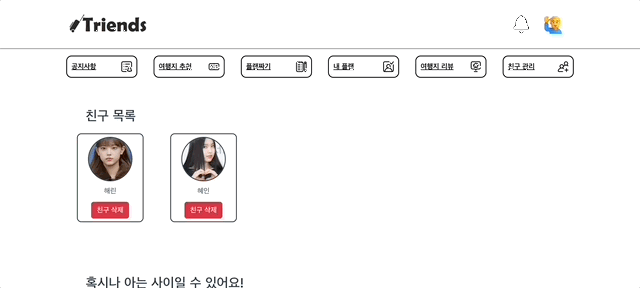 Triends
공지사항
여행지 추천
플랜짜기
내 플랜
여행지 리뷰
친구 관리
친구 목록
해린
혜인
친구 삭제
친구 삭제
혹시나 아는 사이일 수 있어요!